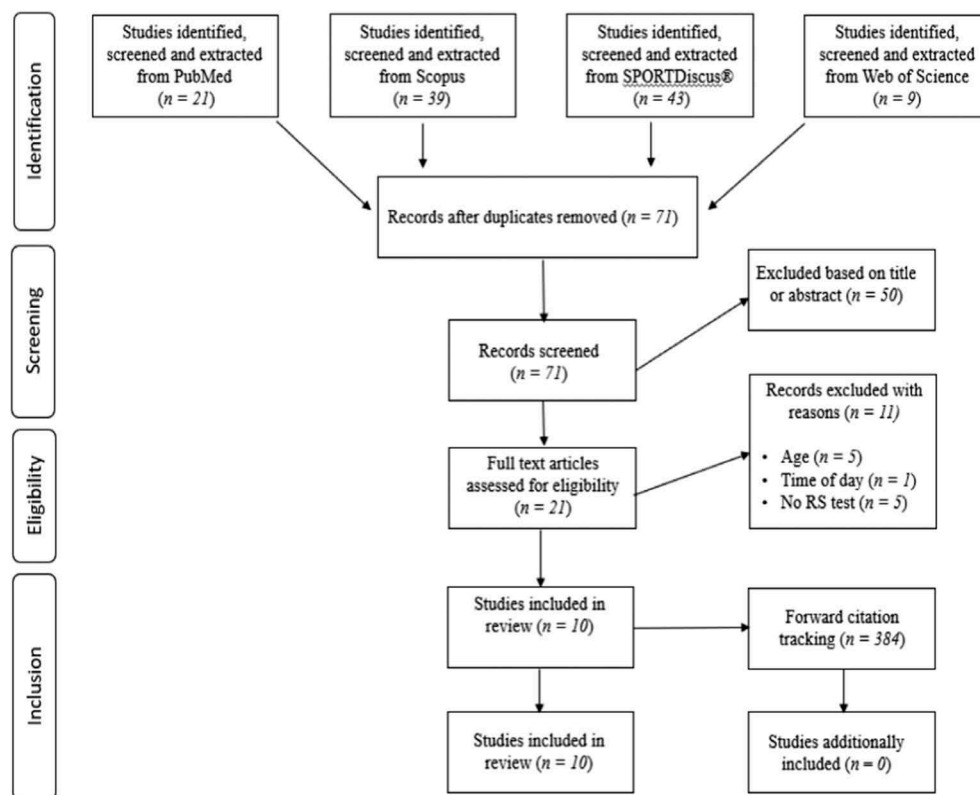 Identification
Studies identified,
screened and extracted
from PubMed
(n = 21)
Studies identified,
screened and extracted
from Scopus
(n = 39)
Studies identified,
screened and extracted
from SPORTDiscus®
(n = 43)
Studies identified,
screened and extracted
from Web of Science
(n = 9)
Records after duplicates removed (n = 71)
Screening
Excluded based on title
or abstract (n = 50)
Records screened
(n = 71)
Eligibility
Records excluded with
reasons (n = 11)
• Age (n = 5)
• Time of day (n = 1)
• No RS test (n = 5)
Full text articles
assessed for eligibility
(n = 21)
Inclusion
Studies included in
review (n = 10)
Forward citation
tracking (n = 384)
Studies included in
review (n = 10)
Studies additionally
included (n = 0)